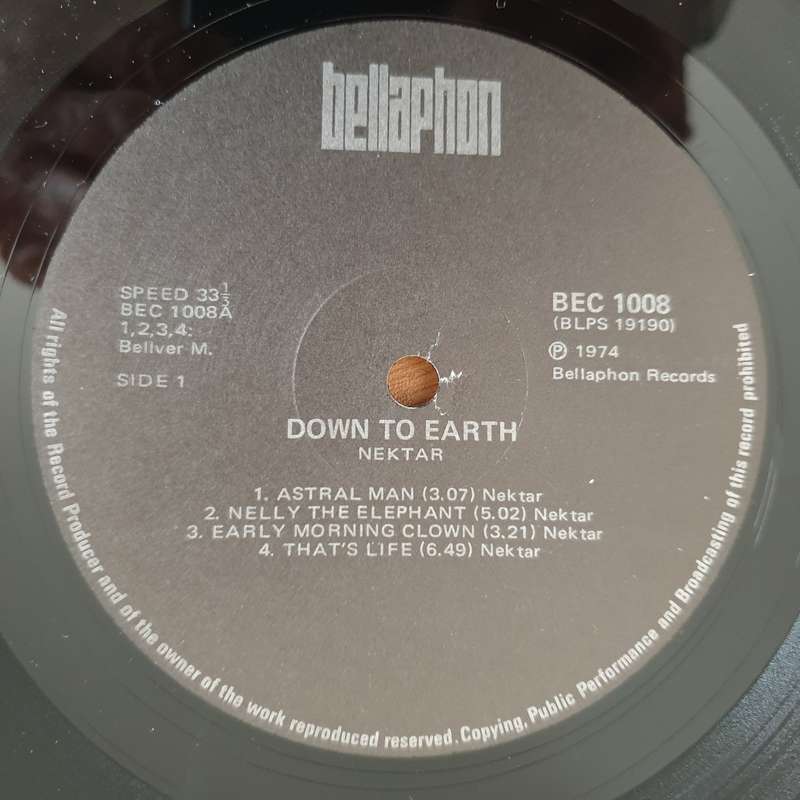 bellaphon
SPEED 33⅓
BEC 1008A
1,2,3,4:
Bellver M.
SIDE 1
BEC 1008
(BLPS 19190)
℗ 1974
Bellaphon Records
DOWN TO EARTH
NEKTAR
1. ASTRAL MAN (3.07) Nektar
2. NELLY THE ELEPHANT (5.02) Nektar
3. EARLY MORNING CLOWN (3.21) Nektar
4. THAT'S LIFE (6.49) Nektar
All rights of the Record Producer and of the owner of the work reproduced reserved. Copying, Public Performance and Broadcasting of this record prohibited